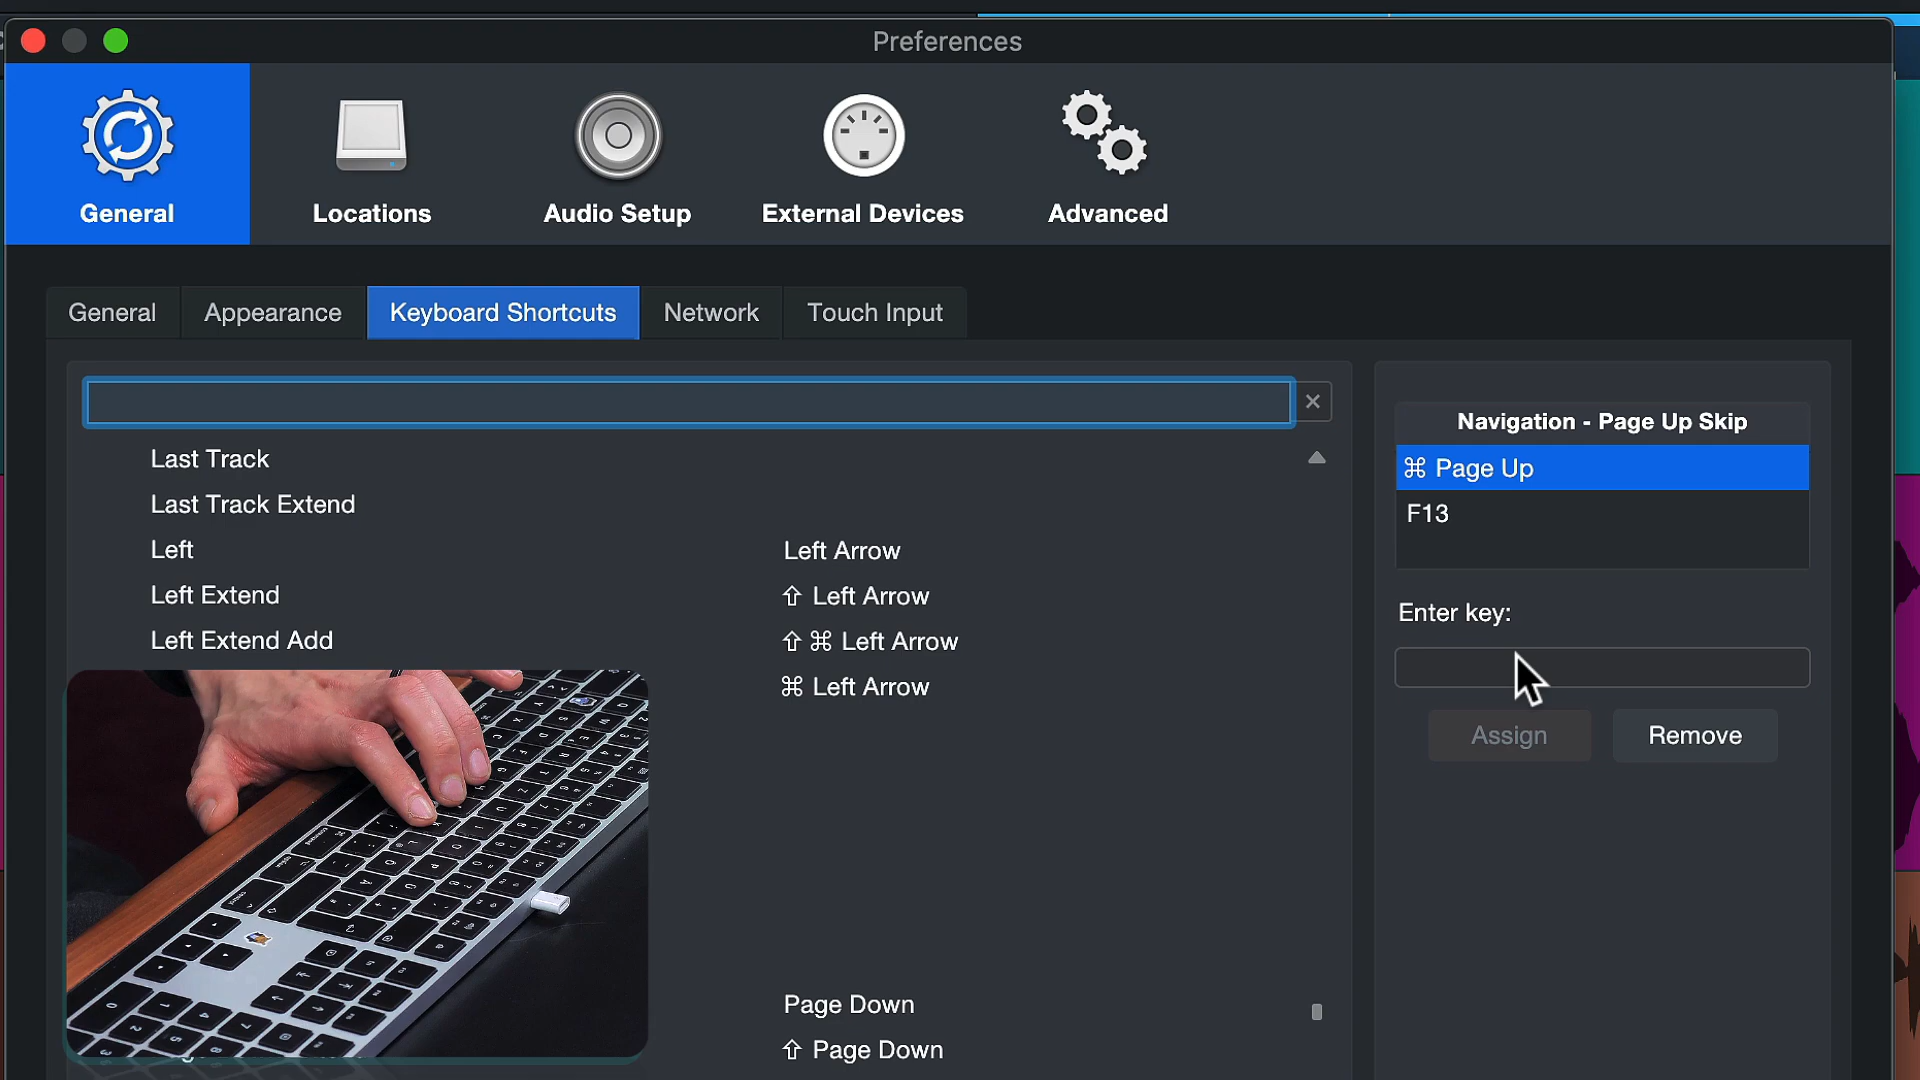 Preferences
General
Locations
Audio Setup
External Devices
Advanced
General
Appearance
Keyboard Shortcuts
Network
Touch Input
Last Track
Last Track Extend
Left
Left Arrow
Left Extend
⇧ Left Arrow
Left Extend Add
⇧ ⌘ Left Arrow
⌘ Left Arrow
Page Down
⇧ Page Down
Navigation - Page Up Skip
⌘ Page Up
F13
Enter key:
Assign
Remove